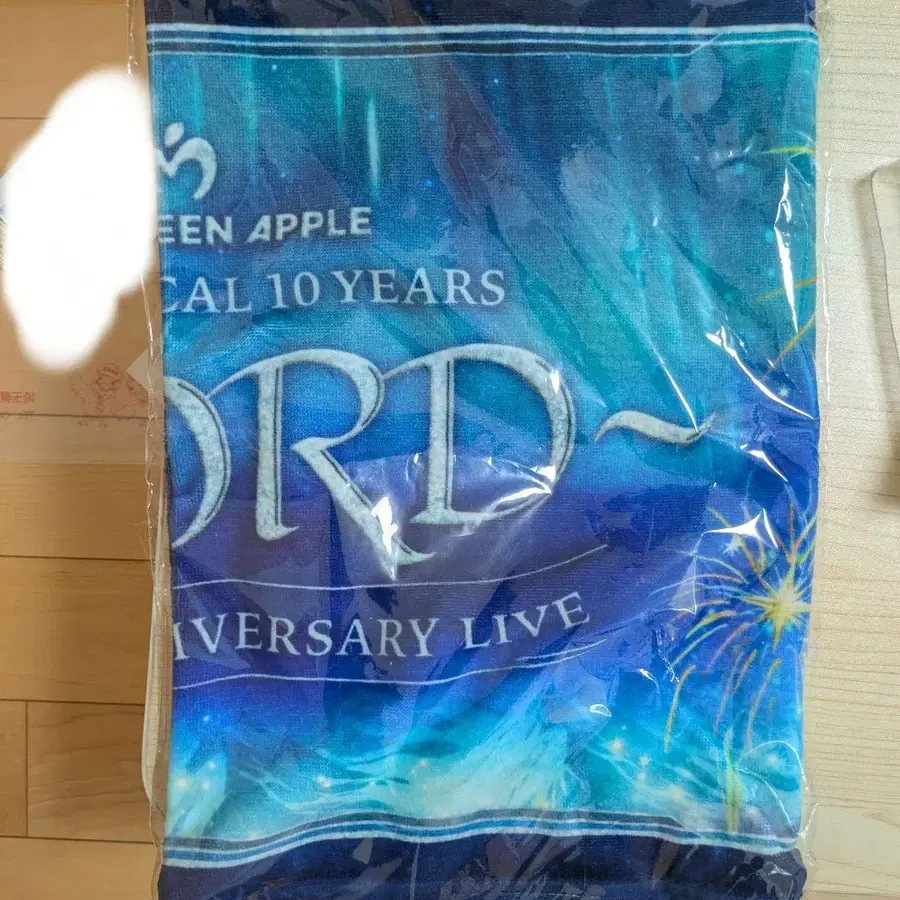 EEN APPLE
CAL 10 YEARS
ORD~
IVERSARY LIVE